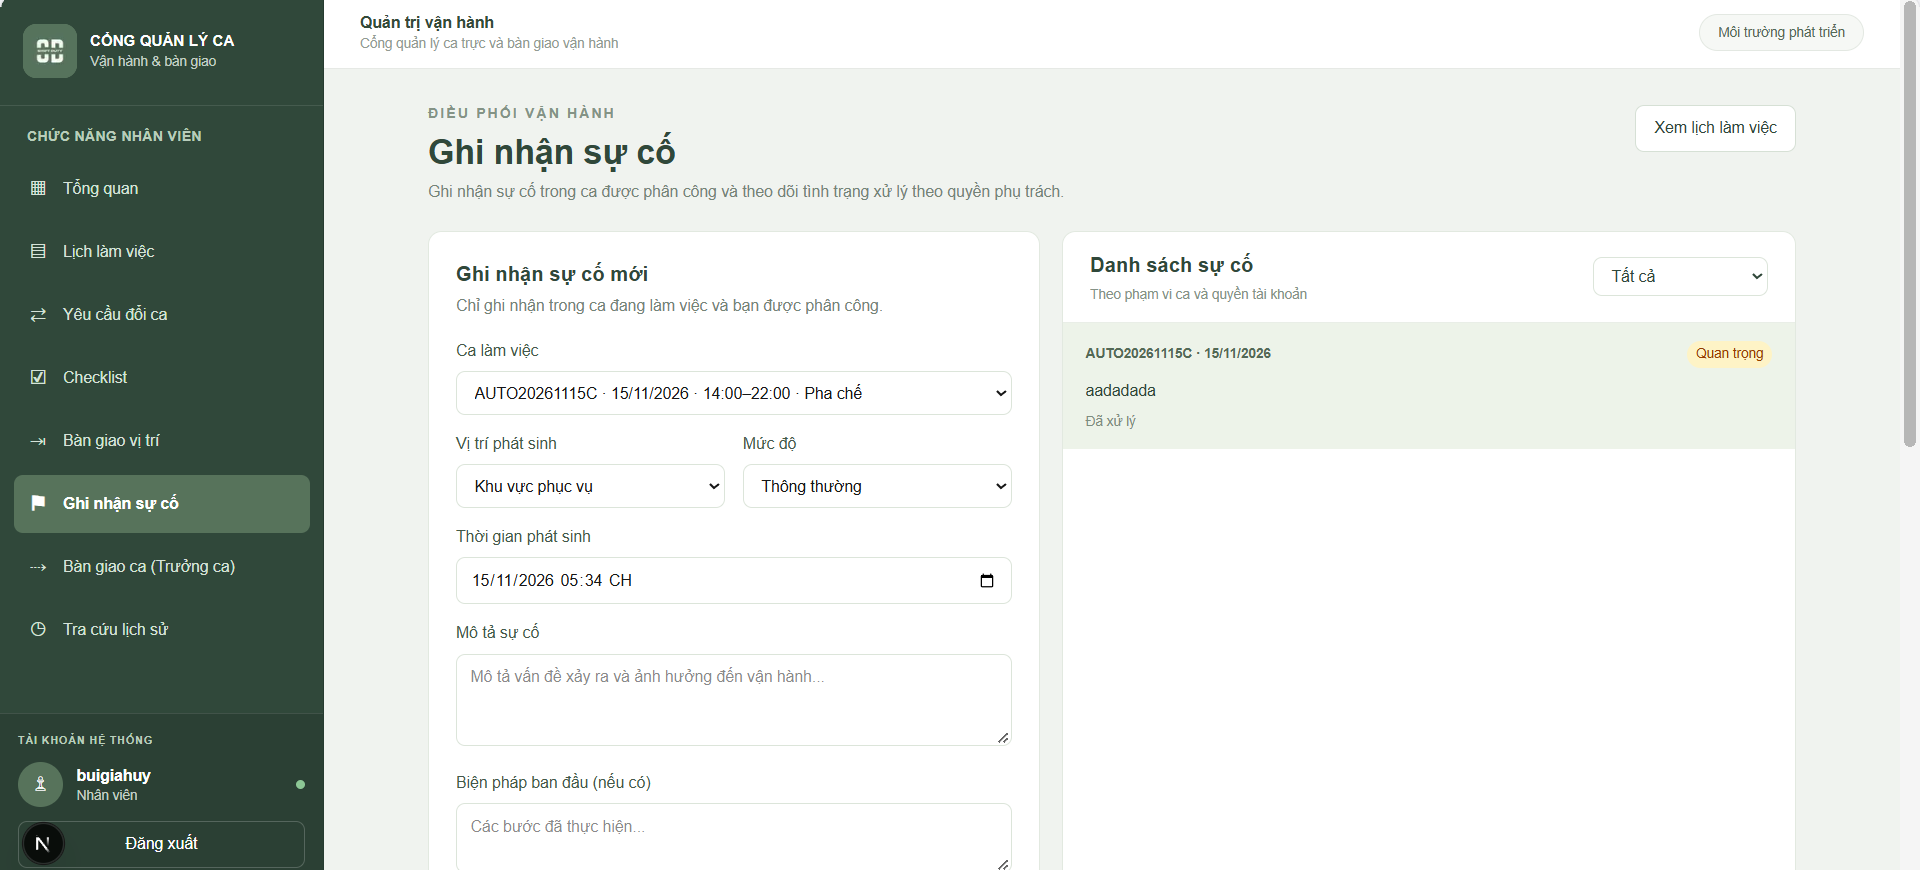 CỔNG QUẢN LÝ CA
Vận hành & bàn giao
CHỨC NĂNG NHÂN VIÊN
Tổng quan
Lịch làm việc
Yêu cầu đổi ca
Checklist
Bàn giao vị trí
Ghi nhận sự cố
Bàn giao ca (Trưởng ca)
Tra cứu lịch sử
TÀI KHOẢN HỆ THỐNG
buigiahuy
Nhân viên
N
Đăng xuất
Quản trị vận hành
Cổng quản lý ca trực và bàn giao vận hành
Môi trường phát triển
ĐIỀU PHỐI VẬN HÀNH
Ghi nhận sự cố
Ghi nhận sự cố trong ca được phân công và theo dõi tình trạng xử lý theo quyền phụ trách.
Xem lịch làm việc
Ghi nhận sự cố mới
Chỉ ghi nhận trong ca đang làm việc và bạn được phân công.
Ca làm việc
AUTO20261115C · 15/11/2026 · 14:00–22:00 · Pha chế
Vị trí phát sinh
Mức độ
Khu vực phục vụ
Thông thường
Thời gian phát sinh
15/11/2026 05:34 CH
Mô tả sự cố
Mô tả vấn đề xảy ra và ảnh hưởng đến vận hành...
Biện pháp ban đầu (nếu có)
Các bước đã thực hiện...
Danh sách sự cố
Theo phạm vi ca và quyền tài khoản
Tất cả
AUTO20261115C · 15/11/2026
Quan trọng
aadadada
Đã xử lý